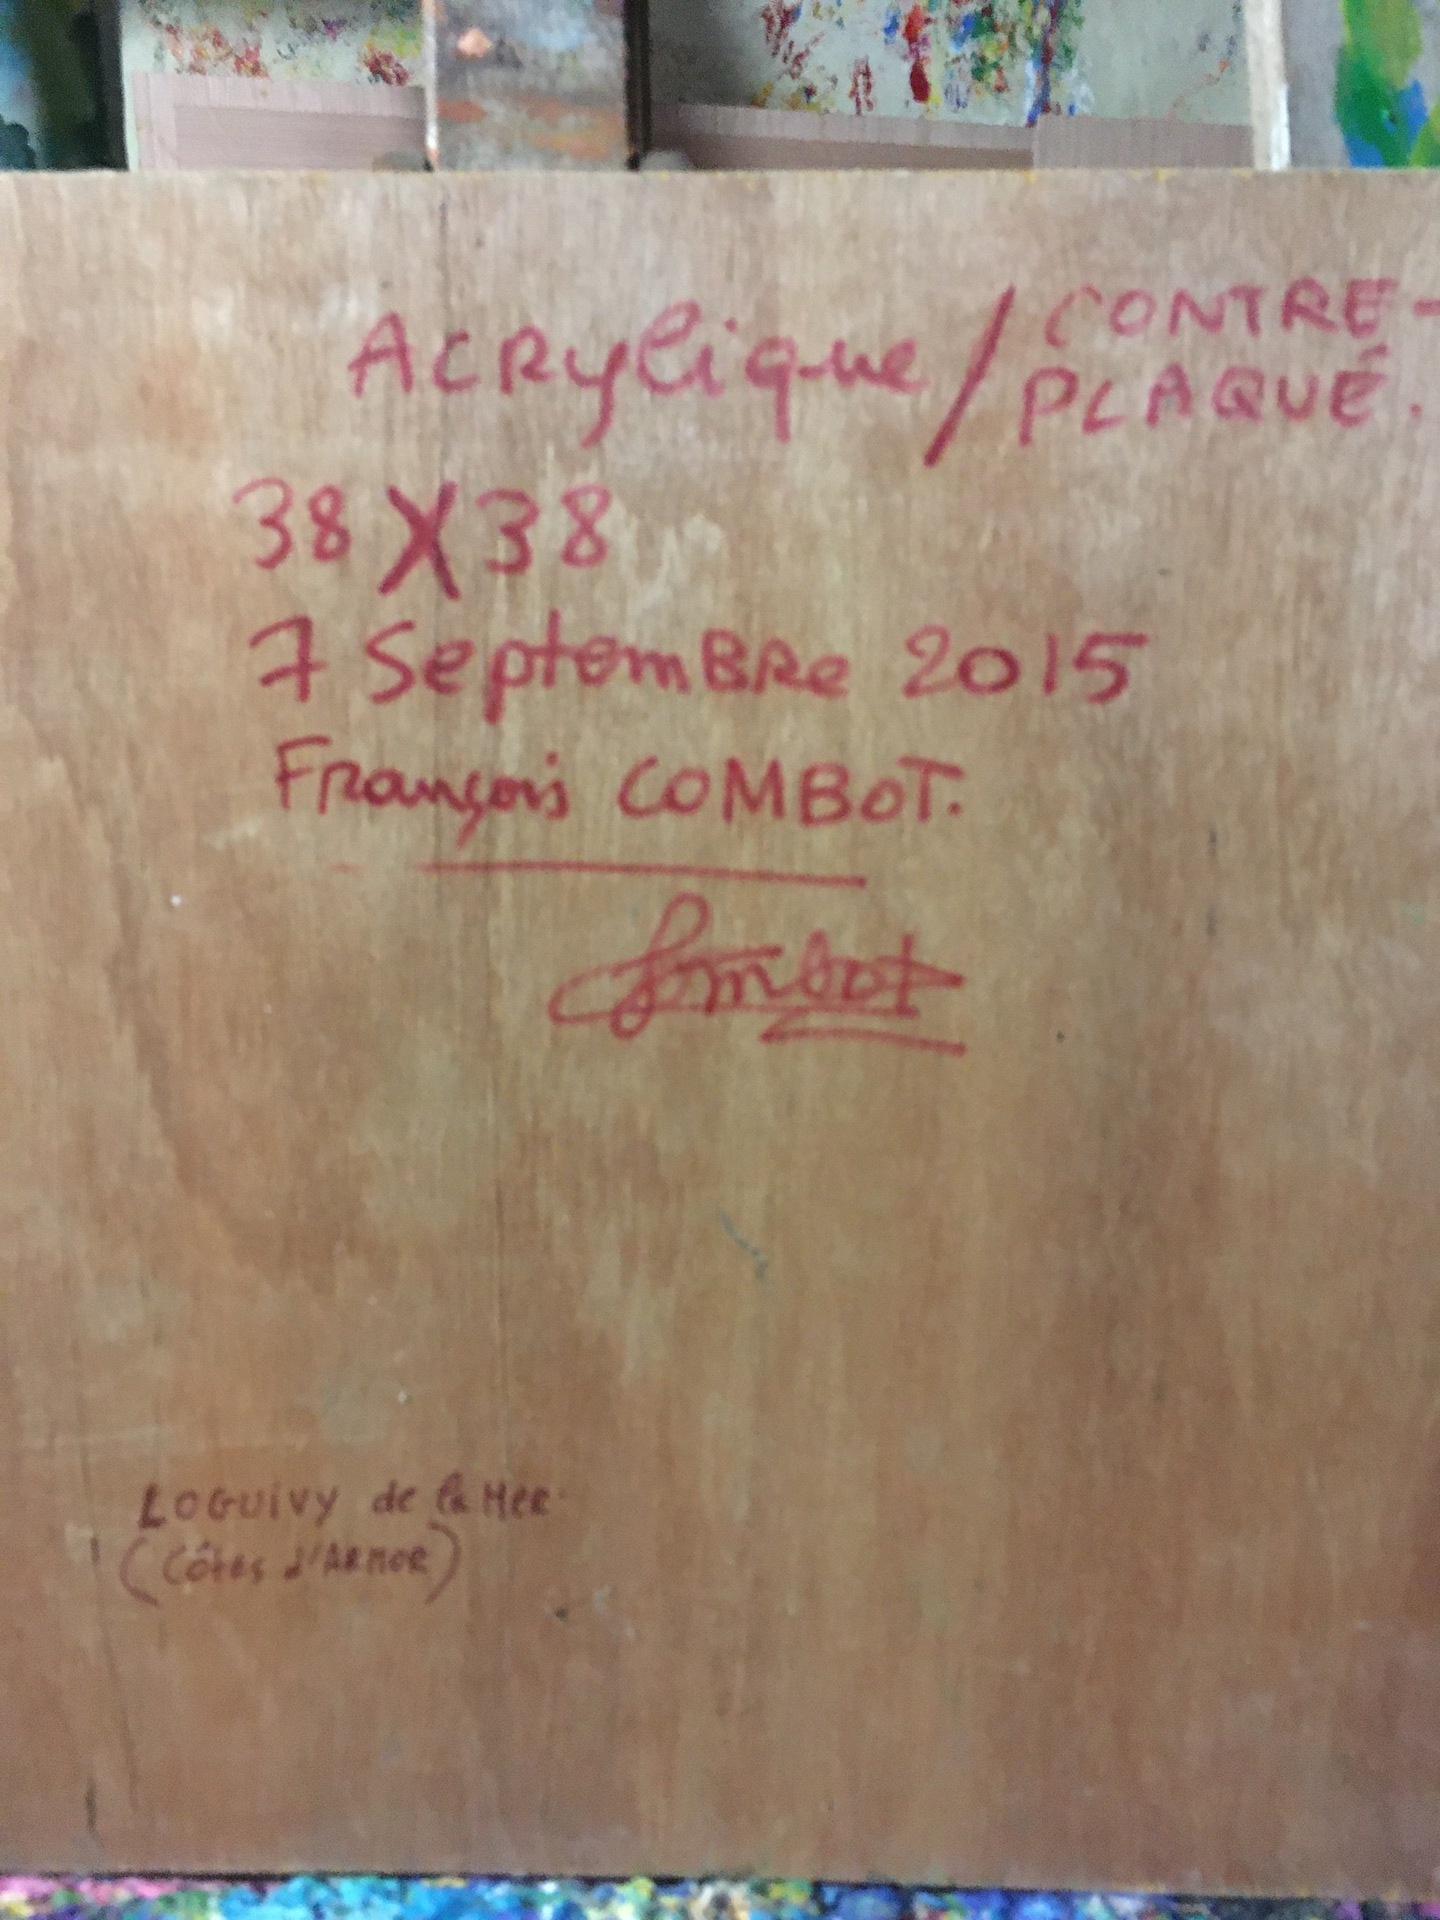 Acrylique / CONTRE-
PLAQUÉ.
38 X 38
7 Septembre 2015
François COMBOT.
Combot
LOGUIVY de la Mer.
(Côtes d'Armor)